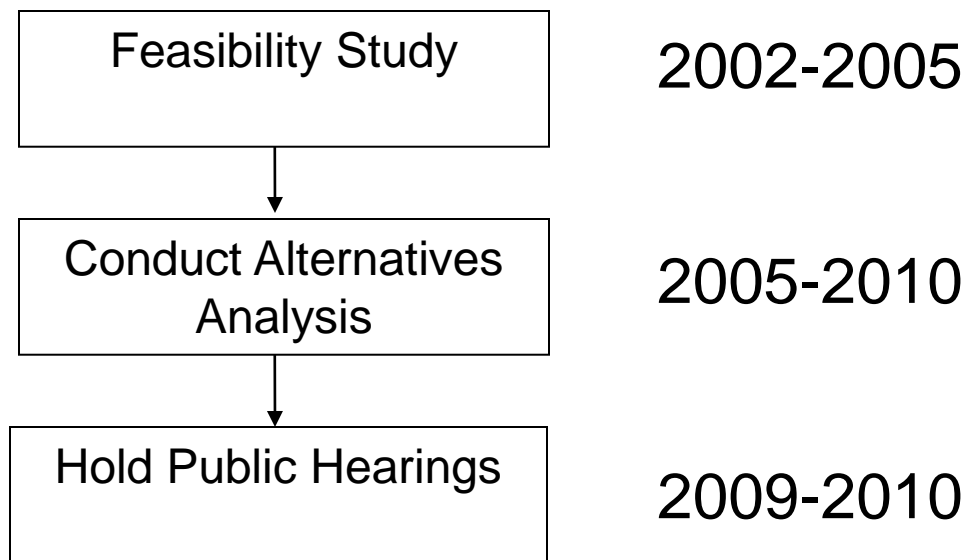 Feasibility Study
2002-2005
Conduct Alternatives
Analysis
2005-2010
Hold Public Hearings
2009-2010